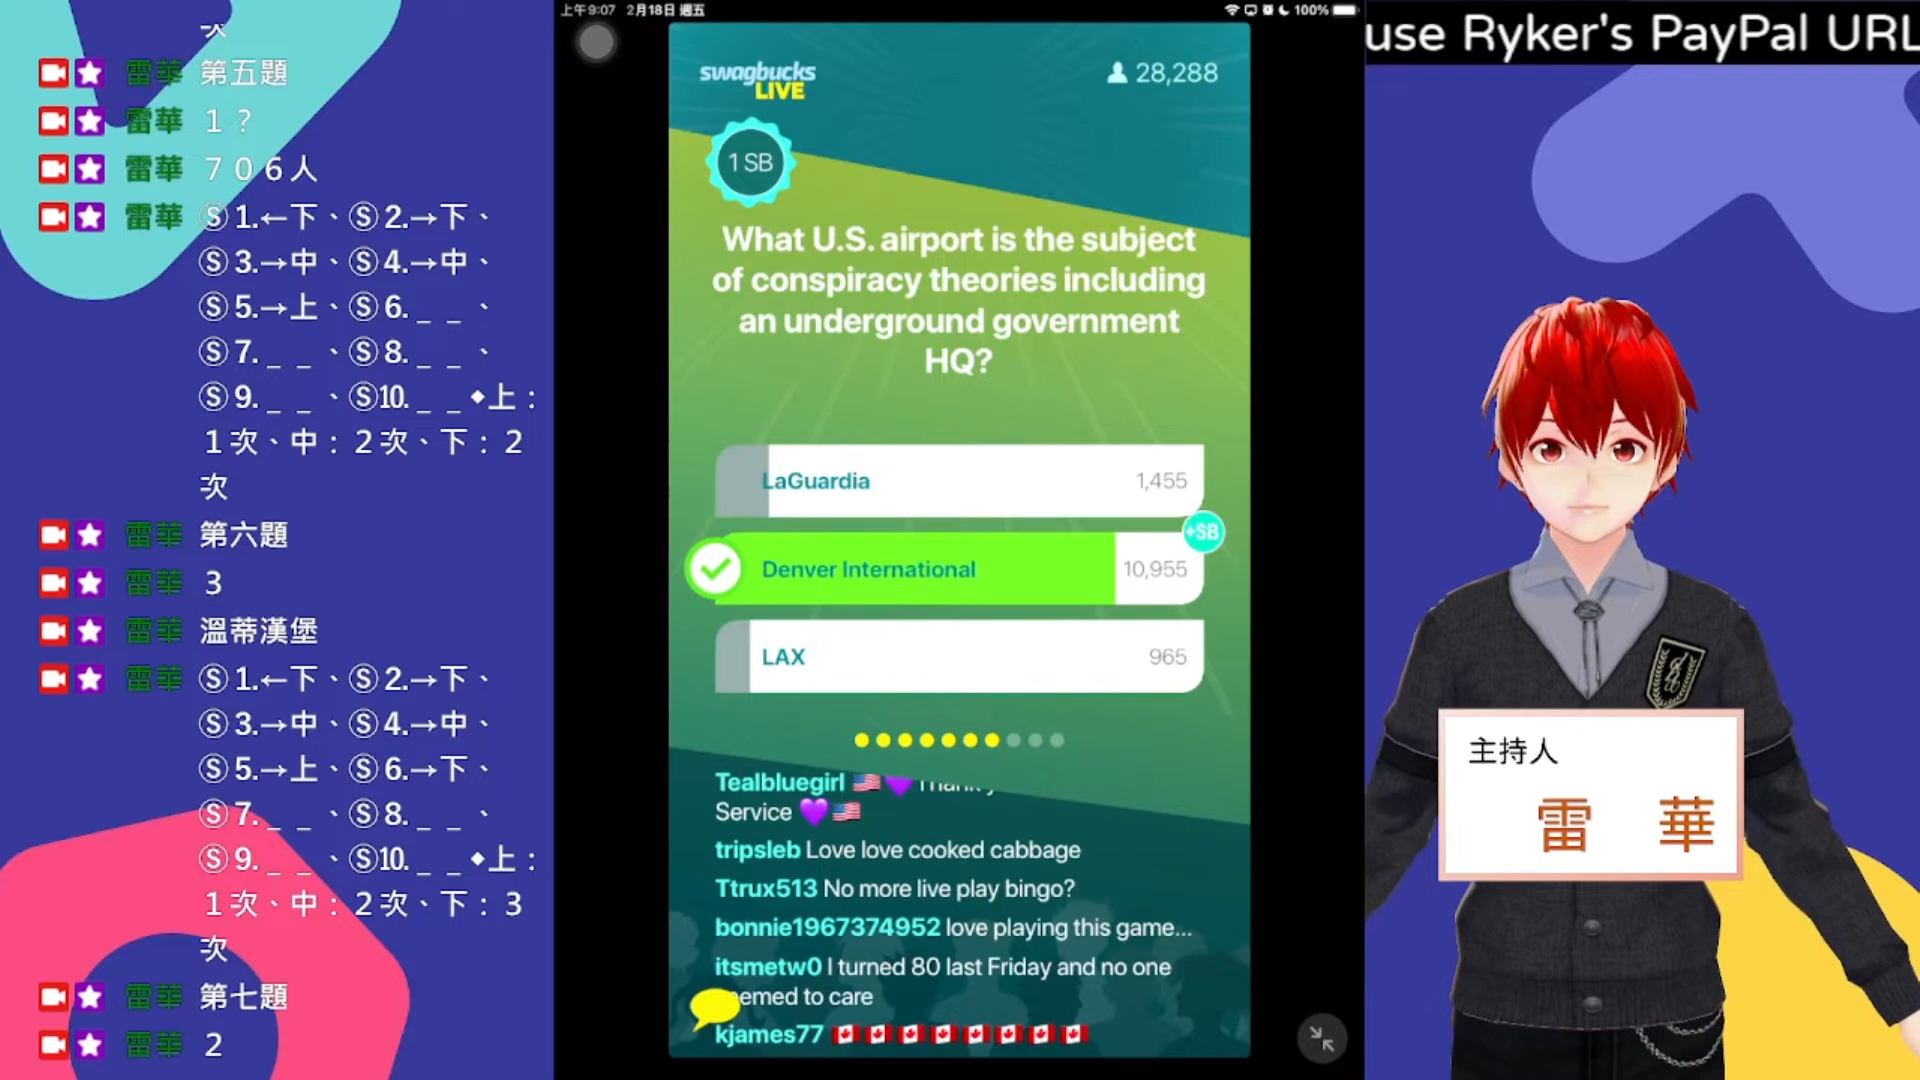 次
雷華 第五題
雷華 1？
雷華 706人
雷華 Ⓢ1.←下、Ⓢ2.→下、
Ⓢ3.→中、Ⓢ4.→中、
Ⓢ5.→上、Ⓢ6._ _、
Ⓢ7._ _、Ⓢ8._ _、
Ⓢ9._ _、Ⓢ10._ _◆上：
1次、中：2次、下：2
次
雷華 第六題
雷華 3
雷華 溫蒂漢堡
雷華 Ⓢ1.←下、Ⓢ2.→下、
Ⓢ3.→中、Ⓢ4.→中、
Ⓢ5.→上、Ⓢ6.→下、
Ⓢ7._ _、Ⓢ8._ _、
Ⓢ9._ _、Ⓢ10._ _◆上：
1次、中：2次、下：3
次
雷華 第七題
雷華 2
上午9:07 2月18日 週五
100%
swagbucks
LIVE
28,288
1 SB
What U.S. airport is the subject
of conspiracy theories including
an underground government
HQ?
LaGuardia 1,455
+SB
Denver International 10,955
LAX 965
Tealbluegirl
Service
tripsleb Love love cooked cabbage
Ttrux513 No more live play bingo?
bonnie1967374952 love playing this game...
itsmetw0 I turned 80 last Friday and no one
to care
kjames77
use Ryker's PayPal URL
主持人
雷 華